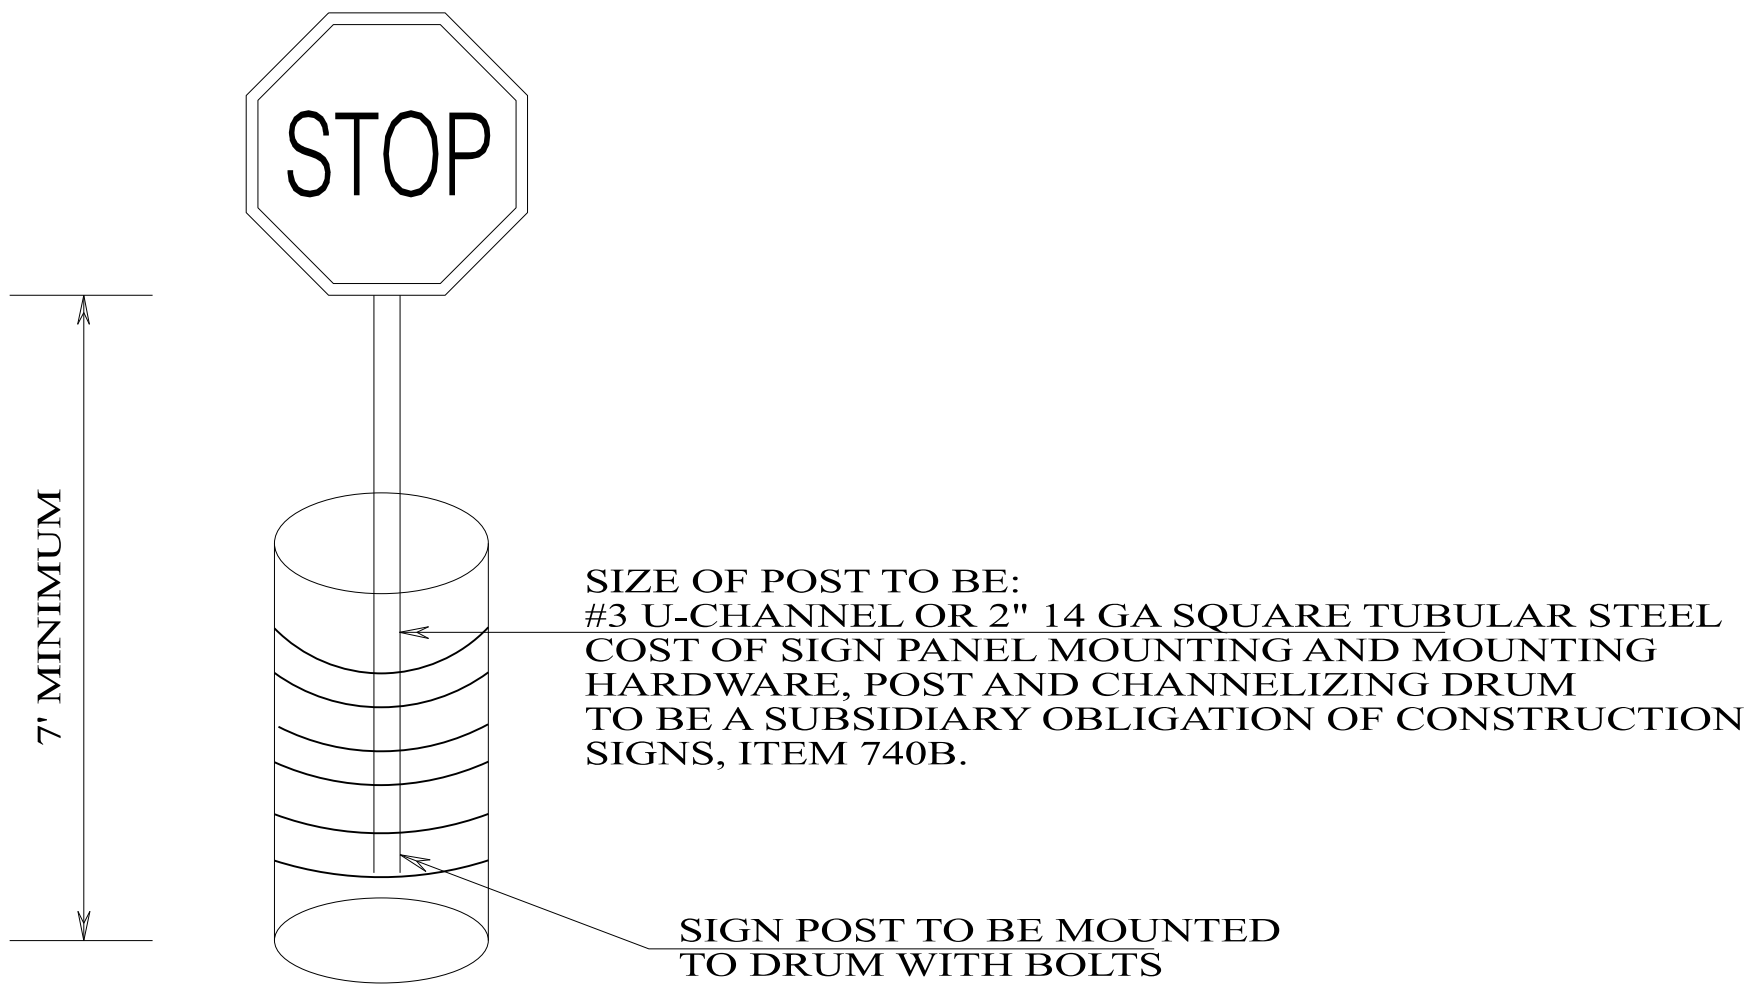 STOP
7' MINIMUM
SIZE OF POST TO BE:
#3 U-CHANNEL OR 2" 14 GA SQUARE TUBULAR STEEL
COST OF SIGN PANEL MOUNTING AND MOUNTING
HARDWARE, POST AND CHANNELIZING DRUM
TO BE A SUBSIDIARY OBLIGATION OF CONSTRUCTION
SIGNS, ITEM 740B.
SIGN POST TO BE MOUNTED
TO DRUM WITH BOLTS